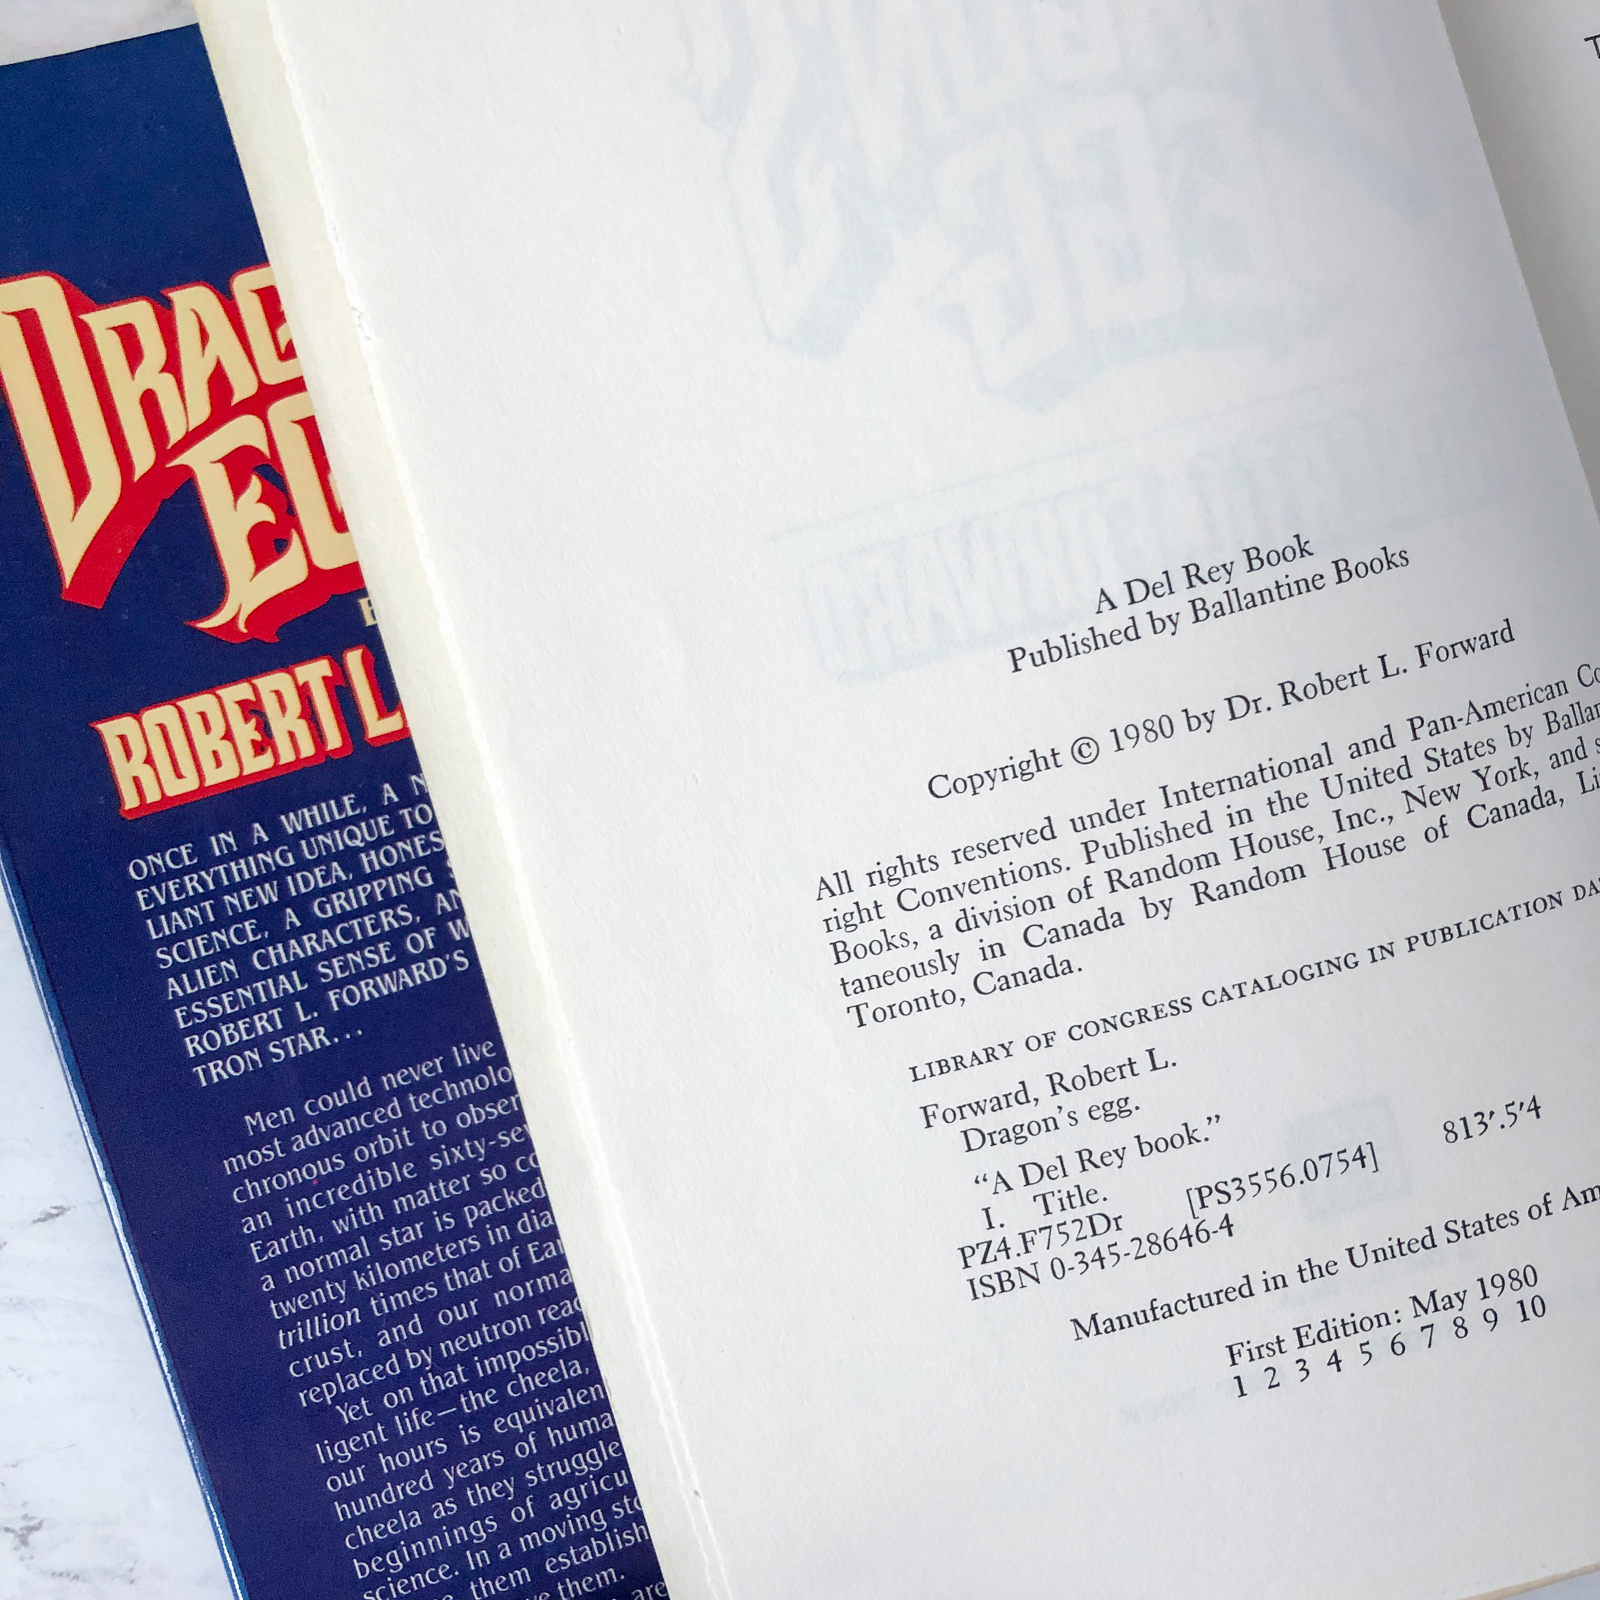 DRAG
EG
ROBERT L.
ONCE IN A WHILE, A N
EVERYTHING UNIQUE TO
LIANT NEW IDEA, HONES
SCIENCE, A GRIPPING
ALIEN CHARACTERS, AN
ESSENTIAL SENSE OF W
ROBERT L. FORWARD'S
TRON STAR...
Men could never live
most advanced technolo
chronous orbit to obser
an incredible sixty-sev
Earth, with matter so co
a normal star is packed
twenty kilometers in dia
trillion times that of Ear
crust, and our norma
replaced by neutron reac
Yet on that impossibl
ligent life—the cheela,
our hours is equivalen
hundred years of huma
cheela as they struggle
beginnings of agricu
science. In a moving sto
them establish
them.
are
A Del Rey Book
Published by Ballantine Books
Copyright © 1980 by Dr. Robert L. Forward
All rights reserved under International and Pan-American Co
right Conventions. Published in the United States by Ballan
Books, a division of Random House, Inc., New York, and s
taneously in Canada by Random House of Canada, Li
Toronto, Canada.
LIBRARY OF CONGRESS CATALOGING IN PUBLICATION DA
Forward, Robert L.
Dragon's egg.
"A Del Rey book."
I. Title.
PZ4.F752Dr [PS3556.0754] 813'.5'4
ISBN 0-345-28646-4
Manufactured in the United States of Am
First Edition: May 1980
1 2 3 4 5 6 7 8 9 10